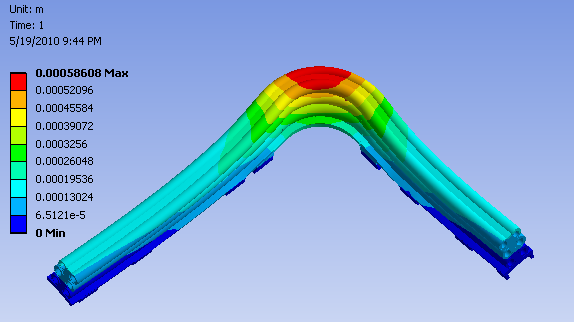 Unit: m
Time: 1
5/19/2010 9:44 PM
0.00058608 Max
0.00052096
0.00045584
0.00039072
0.0003256
0.00026048
0.00019536
0.00013024
6.5121e-5
0 Min